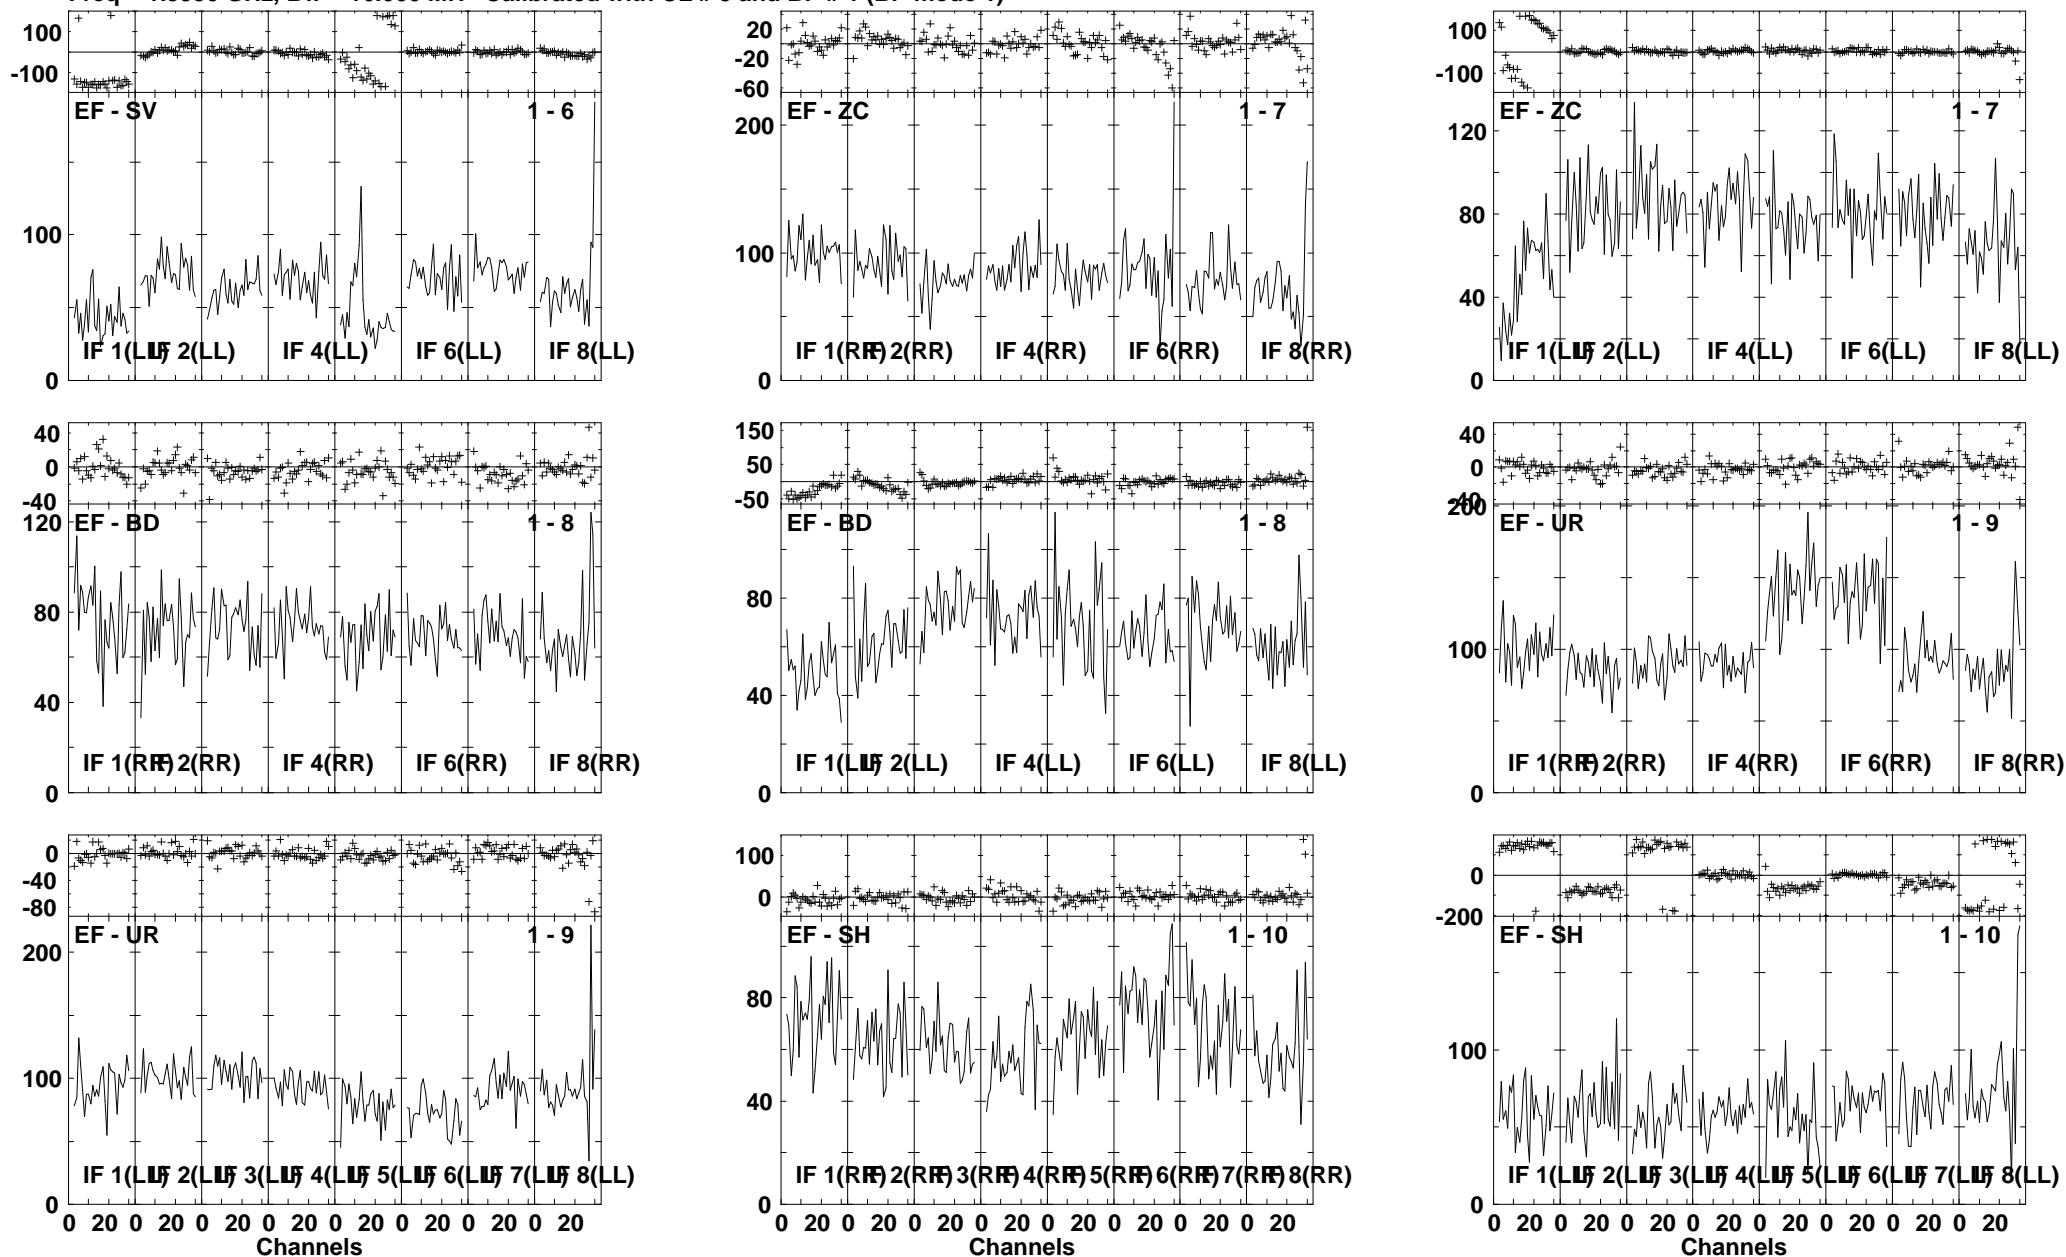 100
-100
EF - SV
1 - 6
100
0
IF 1(LL)
IF 2(LL)
IF 4(LL)
IF 6(LL)
IF 8(LL)
20
-20
-60
EF - ZC
1 - 7
200
100
0
IF 1(RR)
IF 2(RR)
IF 4(RR)
IF 6(RR)
IF 8(RR)
100
-100
EF - ZC
1 - 7
120
80
40
0
IF 1(LL)
IF 2(LL)
IF 4(LL)
IF 6(LL)
IF 8(LL)
40
0
-40
EF - BD
1 - 8
120
80
40
0
IF 1(RR)
IF 2(RR)
IF 4(RR)
IF 6(RR)
IF 8(RR)
150
50
-50
EF - BD
1 - 8
80
40
0
IF 1(LL)
IF 2(LL)
IF 4(LL)
IF 6(LL)
IF 8(LL)
40
0
-40
EF - UR
1 - 9
200
100
0
IF 1(RR)
IF 2(RR)
IF 4(RR)
IF 6(RR)
IF 8(RR)
0
-40
-80
EF - UR
1 - 9
200
100
0
IF 1(LL)
IF 2(LL)
IF 3(LL)
IF 4(LL)
IF 5(LL)
IF 6(LL)
IF 7(LL)
IF 8(LL)
0 20 0 20 0 20 0 20 0 20 0 20 0 20 0 20
Channels
100
0
EF - SH
1 - 10
80
40
0
IF 1(RR)
IF 2(RR)
IF 3(RR)
IF 4(RR)
IF 5(RR)
IF 6(RR)
IF 7(RR)
IF 8(RR)
0 20 0 20 0 20 0 20 0 20 0 20 0 20 0 20
Channels
0
-200
EF - SH
1 - 10
100
0
IF 1(LL)
IF 2(LL)
IF 3(LL)
IF 4(LL)
IF 5(LL)
IF 6(LL)
IF 7(LL)
IF 8(LL)
0 20 0 20 0 20 0 20 0 20 0 20 0 20 0 20
Channels